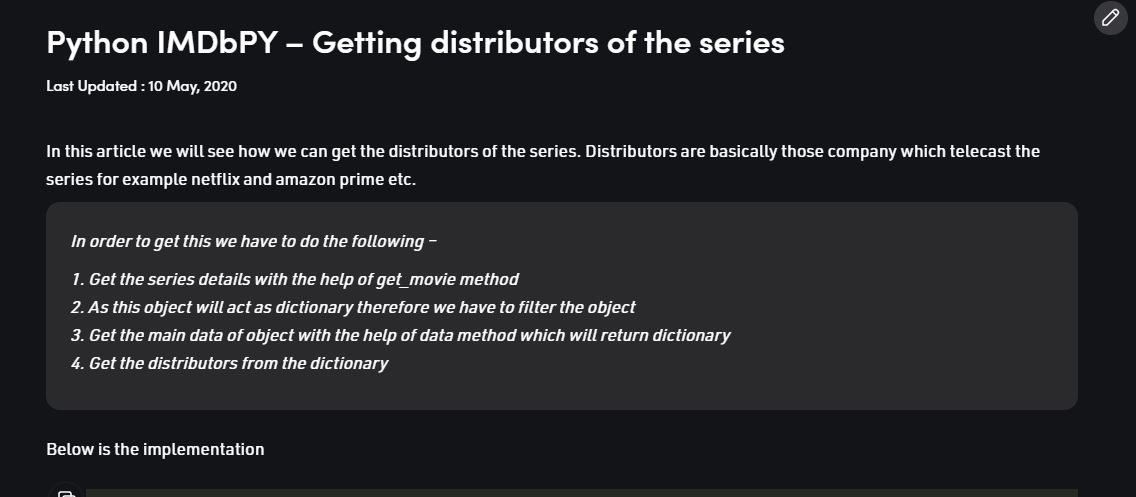 Python IMDbPY – Getting distributors of the series
Last Updated : 10 May, 2020
In this article we will see how we can get the distributors of the series. Distributors are basically those company which telecast the
series for example netflix and amazon prime etc.
In order to get this we have to do the following –
1. Get the series details with the help of get_movie method
2. As this object will act as dictionary therefore we have to filter the object
3. Get the main data of object with the help of data method which will return dictionary
4. Get the distributors from the dictionary
Below is the implementation